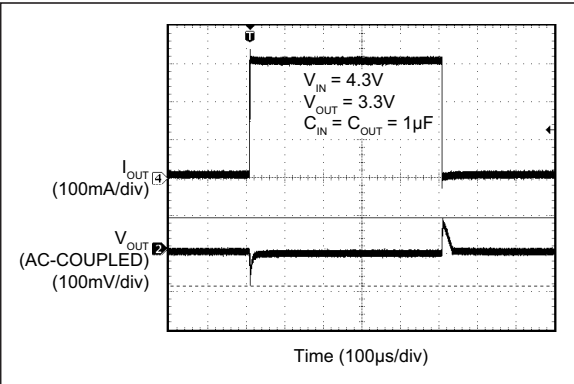 T
V_IN = 4.3V
V_OUT = 3.3V
C_IN = C_OUT = 1µF
I_OUT
(100mA/div)
4
V_OUT
(AC-COUPLED)
(100mV/div)
2
Time (100µs/div)